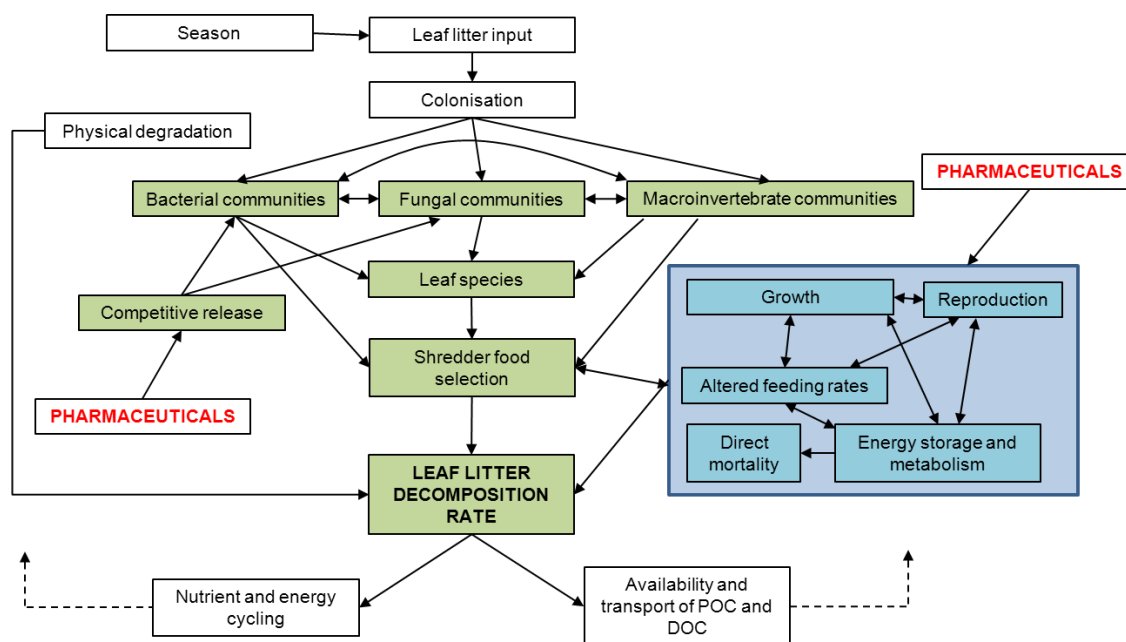 Season
Leaf litter input
Colonisation
Physical degradation
PHARMACEUTICALS
Bacterial communities
Fungal communities
Macroinvertebrate communities
Leaf species
Competitive release
Growth
Reproduction
Shredder food
selection
Altered feeding rates
PHARMACEUTICALS
Direct
mortality
Energy storage and
metabolism
LEAF LITTER
DECOMPOSITION
RATE
Nutrient and energy
cycling
Availability and
transport of POC and
DOC